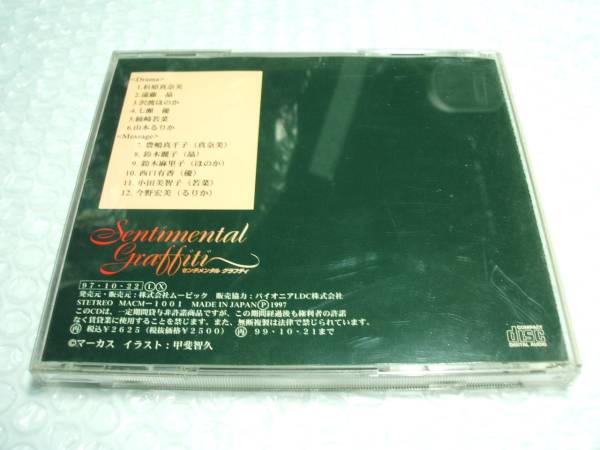 <Drama>
1.杉原真奈美
2.遠藤 晶
3.沢渡ほのか
4.七瀬 優
5.綾崎若菜
6.山本るりか
<Message>
7. 豊嶋真千子（真奈美）
8. 鈴木麗子（晶）
9. 鈴木麻里子（ほのか）
10. 西口有香（優）
11. 小田美智子（若菜）
12. 今野宏美（るりか）
Sentimental
Graffiti
センチメンタル グラフティ
97・10・22 L X
発売元・販売元：株式会社ムービック 販売協力：パイオニアLDC株式会社
STETREO MACM－1001 MADE IN JAPAN Ⓟ1997
このCDは、一定期間貸与非許諾商品ですが、この期間経過後も権利者の許諾
なく賃貸業に使用することを禁じます。また、無断複製は法律で禁じられています。
税込￥2625（税抜価格￥2500） 99・10・21まで
©マーカス イラスト：甲斐智久
COMPACT
disc
DIGITAL AUDIO